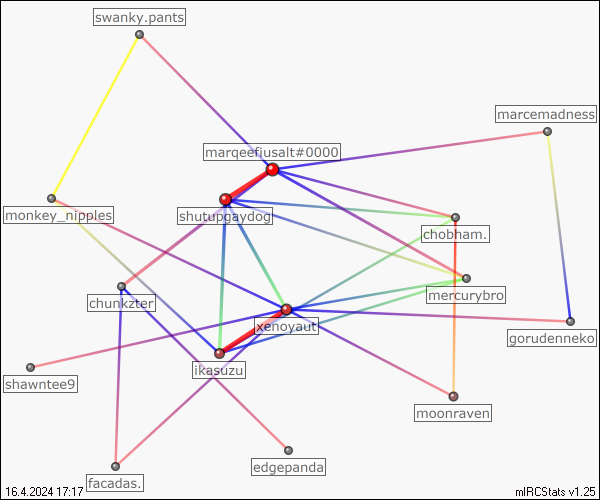 swanky.pants
marcemadness
marqeefjusalt#0000
monkey_nipples
shutupgaydog
chobham.
chunkzter
mercurybro
xenoyaut
gorudenneko
ikasuzu
shawntee9
moonraven
edgepanda
facadas.
16.4.2024 17:17
mIRCStats v1.25